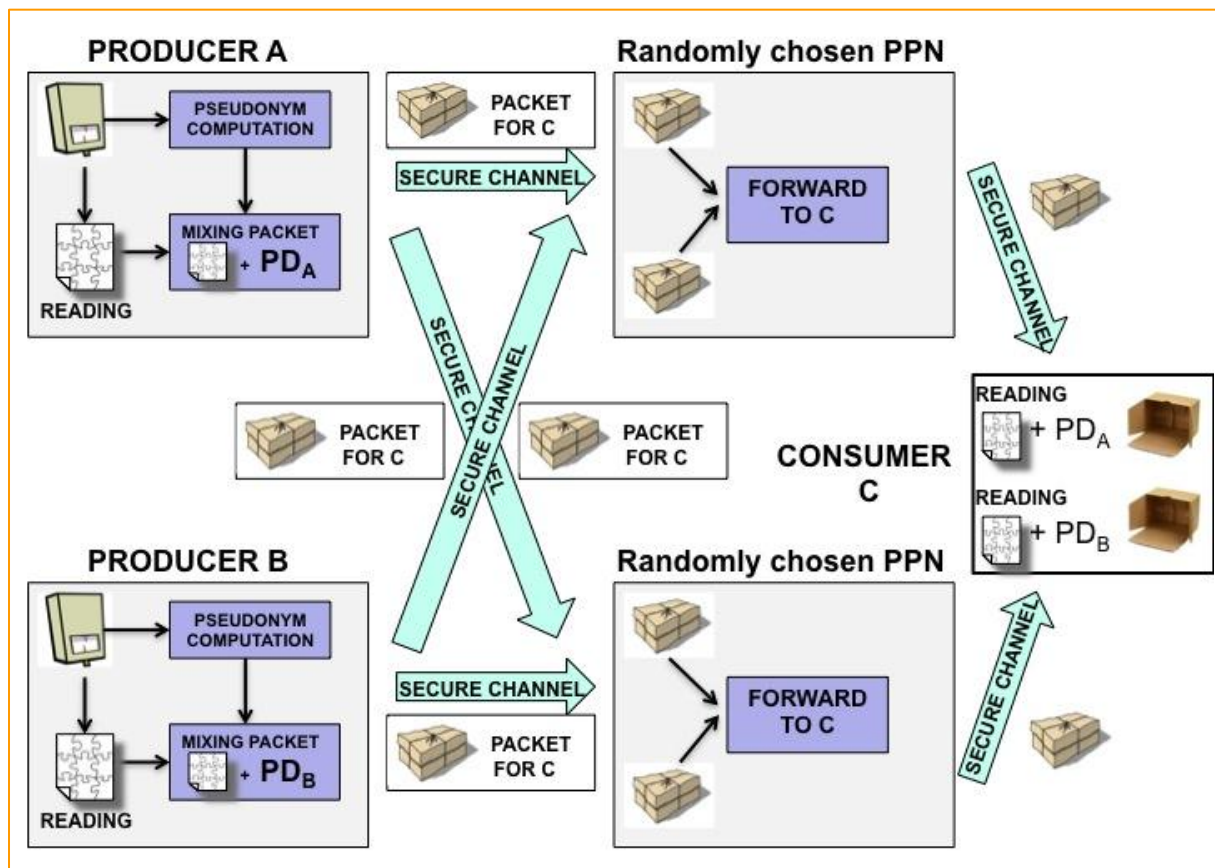 PRODUCER A
PSEUDONYM
COMPUTATION
MIXING PACKET
+ PDA
READING
PACKET
FOR C
SECURE CHANNEL
Randomly chosen PPN
FORWARD
TO C
SECURE CHANNEL
SECURE CHANNEL
SECURE CHANNEL
PACKET
FOR C
PACKET
FOR C
CONSUMER
C
READING
+ PDA
READING
+ PDB
PRODUCER B
PSEUDONYM
COMPUTATION
MIXING PACKET
+ PDB
READING
SECURE CHANNEL
PACKET
FOR C
Randomly chosen PPN
FORWARD
TO C
SECURE CHANNEL